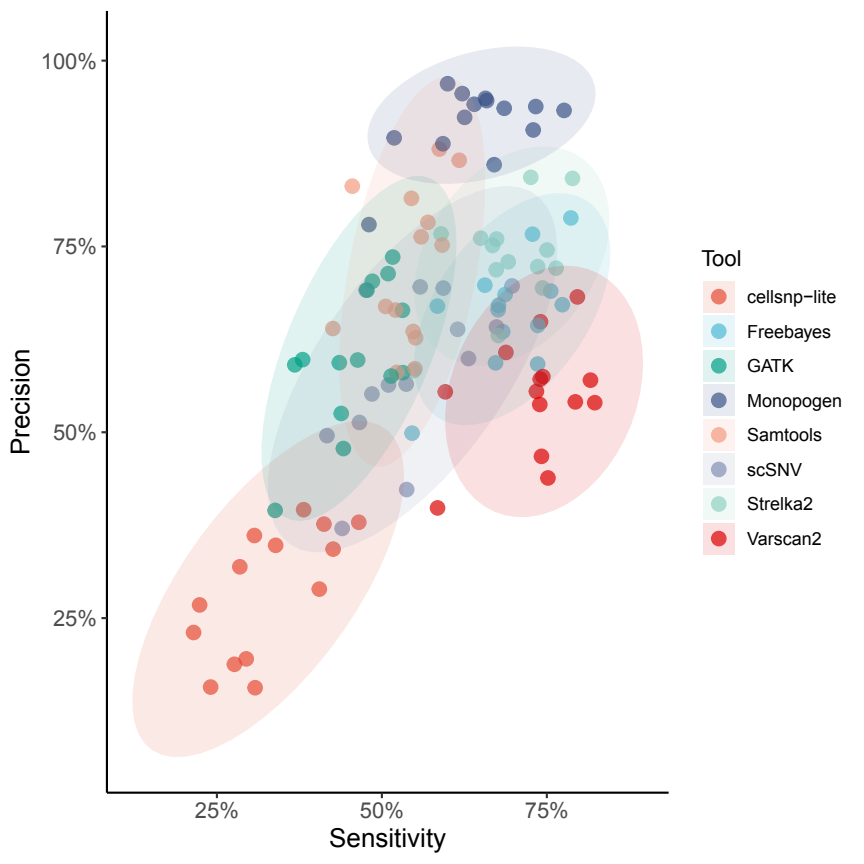 100%
75%
50%
25%
Precision
25%
50%
75%
Sensitivity
Tool
cellsnp−lite
Freebayes
GATK
Monopogen
Samtools
scSNV
Strelka2
Varscan2